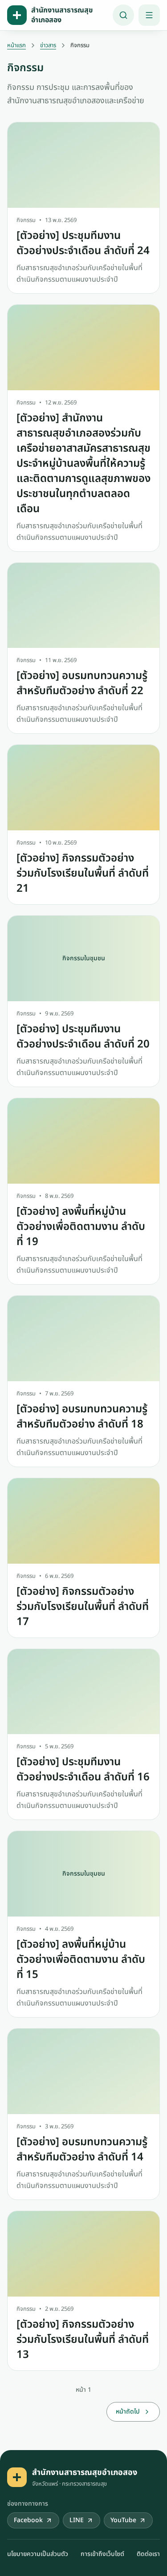 สำนักงานสาธารณสุข
อำเภอสอง
หน้าแรก > ข่าวสาร > กิจกรรม
กิจกรรม
กิจกรรม การประชุม และการลงพื้นที่ของ
สำนักงานสาธารณสุขอำเภอสองและเครือข่าย
กิจกรรม • 13 พ.ย. 2569
[ตัวอย่าง] ประชุมทีมงาน
ตัวอย่างประจำเดือน ลำดับที่ 24
ทีมสาธารณสุขอำเภอร่วมกับเครือข่ายในพื้นที่
ดำเนินกิจกรรมตามแผนงานประจำปี
กิจกรรม • 12 พ.ย. 2569
[ตัวอย่าง] สำนักงาน
สาธารณสุขอำเภอสองร่วมกับ
เครือข่ายอาสาสมัครสาธารณสุข
ประจำหมู่บ้านลงพื้นที่ให้ความรู้
และติดตามการดูแลสุขภาพของ
ประชาชนในทุกตำบลตลอด
เดือน
ทีมสาธารณสุขอำเภอร่วมกับเครือข่ายในพื้นที่
ดำเนินกิจกรรมตามแผนงานประจำปี
กิจกรรม • 11 พ.ย. 2569
[ตัวอย่าง] อบรมทบทวนความรู้
สำหรับทีมตัวอย่าง ลำดับที่ 22
ทีมสาธารณสุขอำเภอร่วมกับเครือข่ายในพื้นที่
ดำเนินกิจกรรมตามแผนงานประจำปี
กิจกรรม • 10 พ.ย. 2569
[ตัวอย่าง] กิจกรรมตัวอย่าง
ร่วมกับโรงเรียนในพื้นที่ ลำดับที่
21
กิจกรรมในชุมชน
กิจกรรม • 9 พ.ย. 2569
[ตัวอย่าง] ประชุมทีมงาน
ตัวอย่างประจำเดือน ลำดับที่ 20
ทีมสาธารณสุขอำเภอร่วมกับเครือข่ายในพื้นที่
ดำเนินกิจกรรมตามแผนงานประจำปี
กิจกรรม • 8 พ.ย. 2569
[ตัวอย่าง] ลงพื้นที่หมู่บ้าน
ตัวอย่างเพื่อติดตามงาน ลำดับ
ที่ 19
ทีมสาธารณสุขอำเภอร่วมกับเครือข่ายในพื้นที่
ดำเนินกิจกรรมตามแผนงานประจำปี
กิจกรรม • 7 พ.ย. 2569
[ตัวอย่าง] อบรมทบทวนความรู้
สำหรับทีมตัวอย่าง ลำดับที่ 18
ทีมสาธารณสุขอำเภอร่วมกับเครือข่ายในพื้นที่
ดำเนินกิจกรรมตามแผนงานประจำปี
กิจกรรม • 6 พ.ย. 2569
[ตัวอย่าง] กิจกรรมตัวอย่าง
ร่วมกับโรงเรียนในพื้นที่ ลำดับที่
17
กิจกรรม • 5 พ.ย. 2569
[ตัวอย่าง] ประชุมทีมงาน
ตัวอย่างประจำเดือน ลำดับที่ 16
ทีมสาธารณสุขอำเภอร่วมกับเครือข่ายในพื้นที่
ดำเนินกิจกรรมตามแผนงานประจำปี
กิจกรรมในชุมชน
กิจกรรม • 4 พ.ย. 2569
[ตัวอย่าง] ลงพื้นที่หมู่บ้าน
ตัวอย่างเพื่อติดตามงาน ลำดับ
ที่ 15
ทีมสาธารณสุขอำเภอร่วมกับเครือข่ายในพื้นที่
ดำเนินกิจกรรมตามแผนงานประจำปี
กิจกรรม • 3 พ.ย. 2569
[ตัวอย่าง] อบรมทบทวนความรู้
สำหรับทีมตัวอย่าง ลำดับที่ 14
ทีมสาธารณสุขอำเภอร่วมกับเครือข่ายในพื้นที่
ดำเนินกิจกรรมตามแผนงานประจำปี
กิจกรรม • 2 พ.ย. 2569
[ตัวอย่าง] กิจกรรมตัวอย่าง
ร่วมกับโรงเรียนในพื้นที่ ลำดับที่
13
หน้า 1
หน้าถัดไป
สำนักงานสาธารณสุขอำเภอสอง
จังหวัดแพร่ · กระทรวงสาธารณสุข
ช่องทางทางการ
Facebook LINE YouTube
นโยบายความเป็นส่วนตัว การเข้าถึงเว็บไซต์ ติดต่อเรา